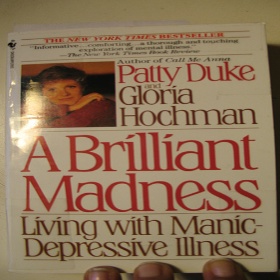 THE NEW YORK TIMES BESTSELLER
"Informative...comforting...a thorough and touching
exploration of mental illness."
—The New York Times Book Review
Author of Call Me Anna
Patty Duke
and
Gloria
Hochman
A Brilliant
Madness
Living with Manic-
Depressive Illness